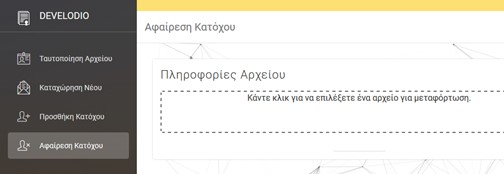 DEVELODIO
Ταυτοποίηση Αρχείου
Καταχώρηση Νέου
Προσθήκη Κατόχου
Αφαίρεση Κατόχου
Αφαίρεση Κατόχου
Πληροφορίες Αρχείου
Κάντε κλικ για να επιλέξετε ένα αρχείο για μεταφόρτωση.